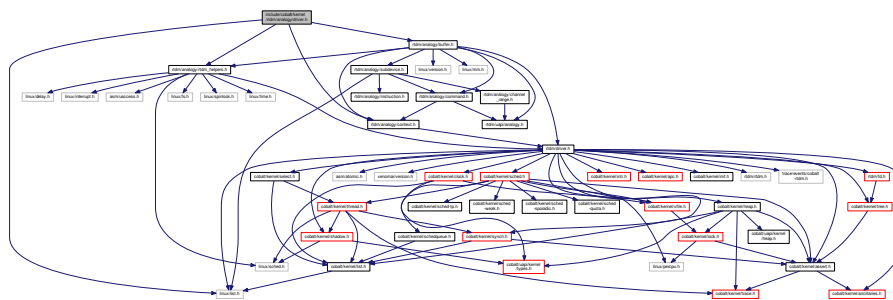 include/cobalt/kernel
/rtdm/analogy/driver.h
rtdm/analogy/buffer.h
rtdm/analogy/rtdm_helpers.h
rtdm/analogy/subdevice.h
linux/version.h
linux/mm.h
linux/delay.h
linux/interrupt.h
asm/uaccess.h
linux/fs.h
linux/spinlock.h
linux/time.h
rtdm/analogy/instruction.h
rtdm/analogy/command.h
rtdm/analogy/channel
_range.h
rtdm/analogy/context.h
rtdm/uapi/analogy.h
rtdm/driver.h
cobalt/kernel/select.h
asm/atomic.h
xenomai/version.h
cobalt/kernel/clock.h
cobalt/kernel/sched.h
cobalt/kernel/intr.h
cobalt/kernel/apc.h
cobalt/kernel/init.h
rtdm/rtdm.h
trace/events/cobalt
-rtdm.h
rtdm/fd.h
cobalt/kernel/thread.h
cobalt/kernel/sched-tp.h
cobalt/kernel/sched
-weak.h
cobalt/kernel/sched
-sporadic.h
cobalt/kernel/sched
-quota.h
cobalt/kernel/vfile.h
cobalt/kernel/heap.h
cobalt/kernel/tree.h
cobalt/kernel/shadow.h
cobalt/kernel/schedqueue.h
cobalt/kernel/synch.h
cobalt/kernel/lock.h
cobalt/uapi/kernel
/heap.h
linux/sched.h
cobalt/kernel/list.h
cobalt/uapi/kernel
/types.h
linux/percpu.h
cobalt/kernel/assert.h
linux/list.h
cobalt/kernel/trace.h
cobalt/kernel/ancillaries.h